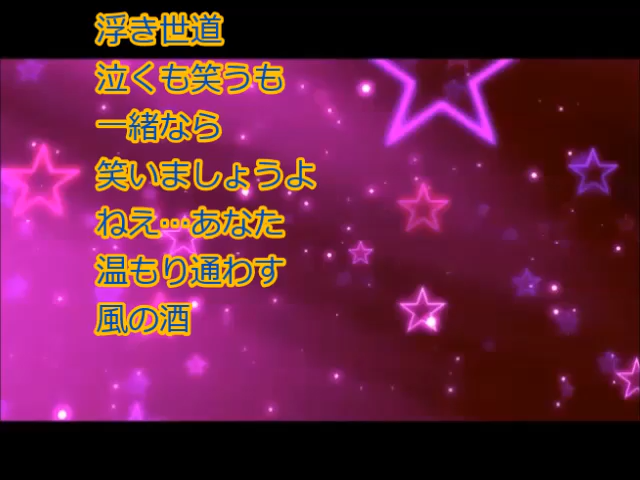 浮き世道
泣くも笑うも
一緒なら
笑いましょうよ
ねえ…あなた
温もり通わす
風の酒